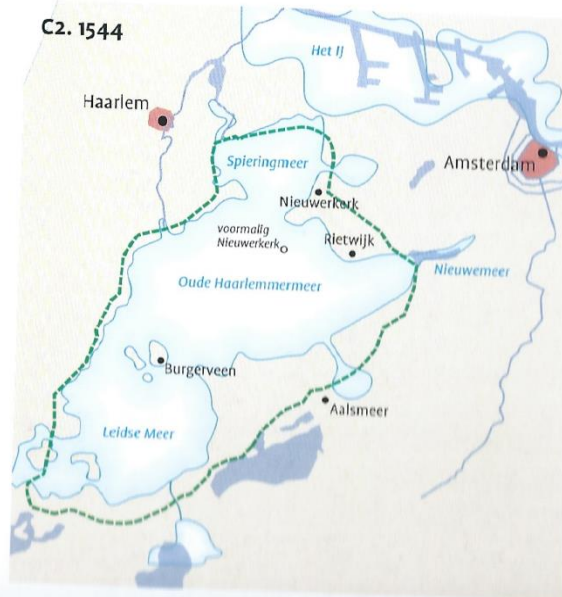 C2. 1544
Het IJ
Haarlem
Amsterdam
Spieringmeer
Nieuwerkerk
voormalig
Nieuwerkerk
Rietwijk
Nieuwemeer
Oude Haarlemmermeer
Burgerveen
Aalsmeer
Leidse Meer